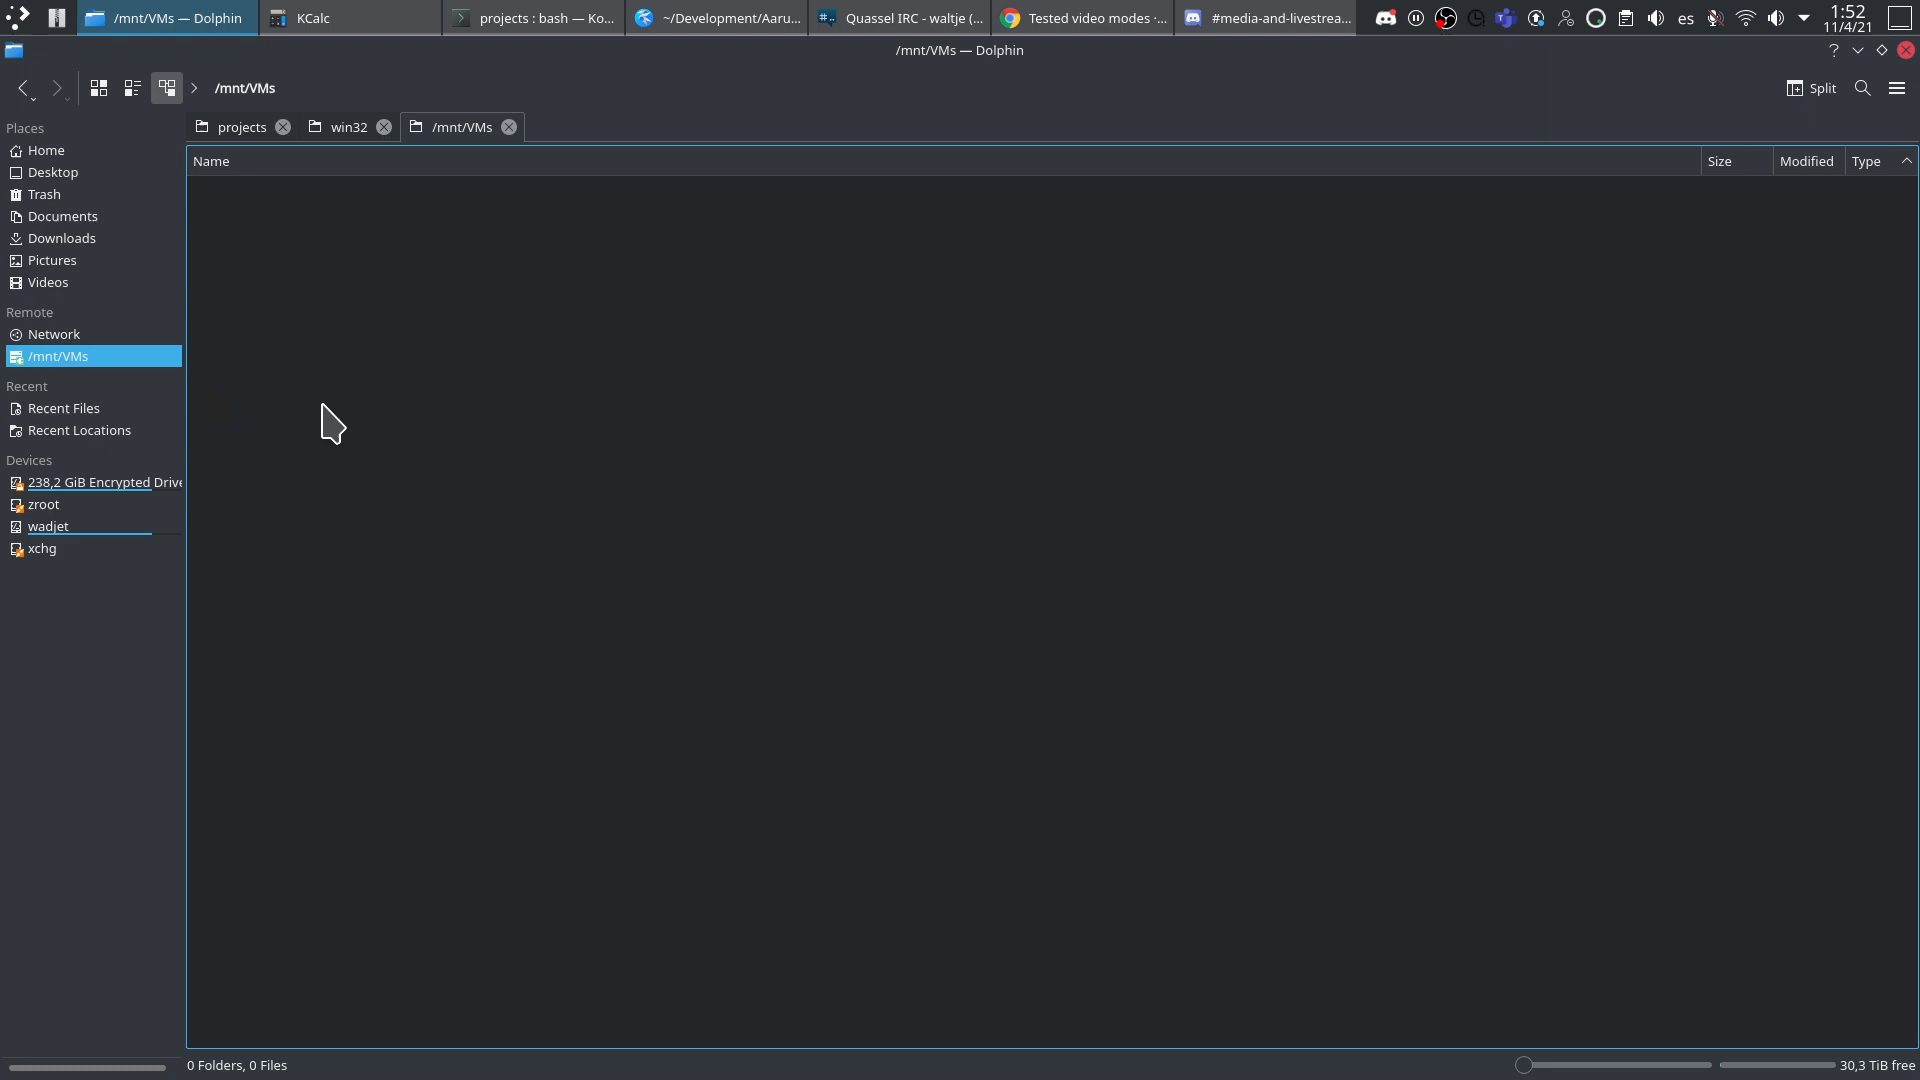 /mnt/VMs — Dolphin
KCalc
projects : bash — Ko...
~/Development/Aaru...
Quassel IRC - waltje (...
Tested video modes ·...
#media-and-livestrea...
es
1:52
11/4/21
/mnt/VMs — Dolphin
/mnt/VMs
Split
projects
win32
/mnt/VMs
Name
Size
Modified
Type
Places
Home
Desktop
Trash
Documents
Downloads
Pictures
Videos
Remote
Network
/mnt/VMs
Recent
Recent Files
Recent Locations
Devices
238,2 GiB Encrypted Drive
zroot
wadjet
xchg
0 Folders, 0 Files
30,3 TiB free